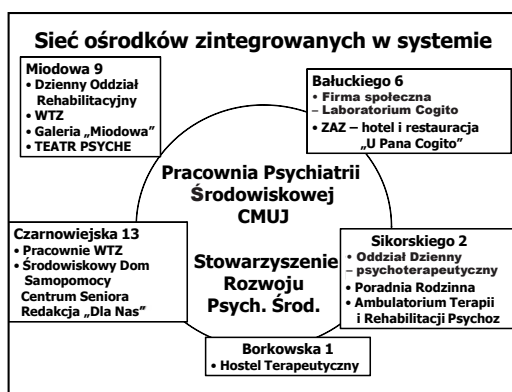 Sieć ośrodków zintegrowanych w systemie
Miodowa 9
• Dzienny Oddział
Rehabilitacyjny
• WTZ
• Galeria „Miodowa”
• TEATR PSYCHE
Bałuckiego 6
• Firma społeczna
– Laboratorium Cogito
• ZAZ – hotel i restauracja
„U Pana Cogito”
Pracownia Psychiatrii
Środowiskowej
CMUJ
Stowarzyszenie
Rozwoju
Psych. Środ.
Czarnowiejska 13
• Pracownie WTZ
• Środowiskowy Dom
Samopomocy
Centrum Seniora
Redakcja „Dla Nas”
Sikorskiego 2
• Oddział Dzienny
– psychoterapeutyczny
• Poradnia Rodzinna
• Ambulatorium Terapii
i Rehabilitacji Psychoz
Borkowska 1
• Hostel Terapeutyczny